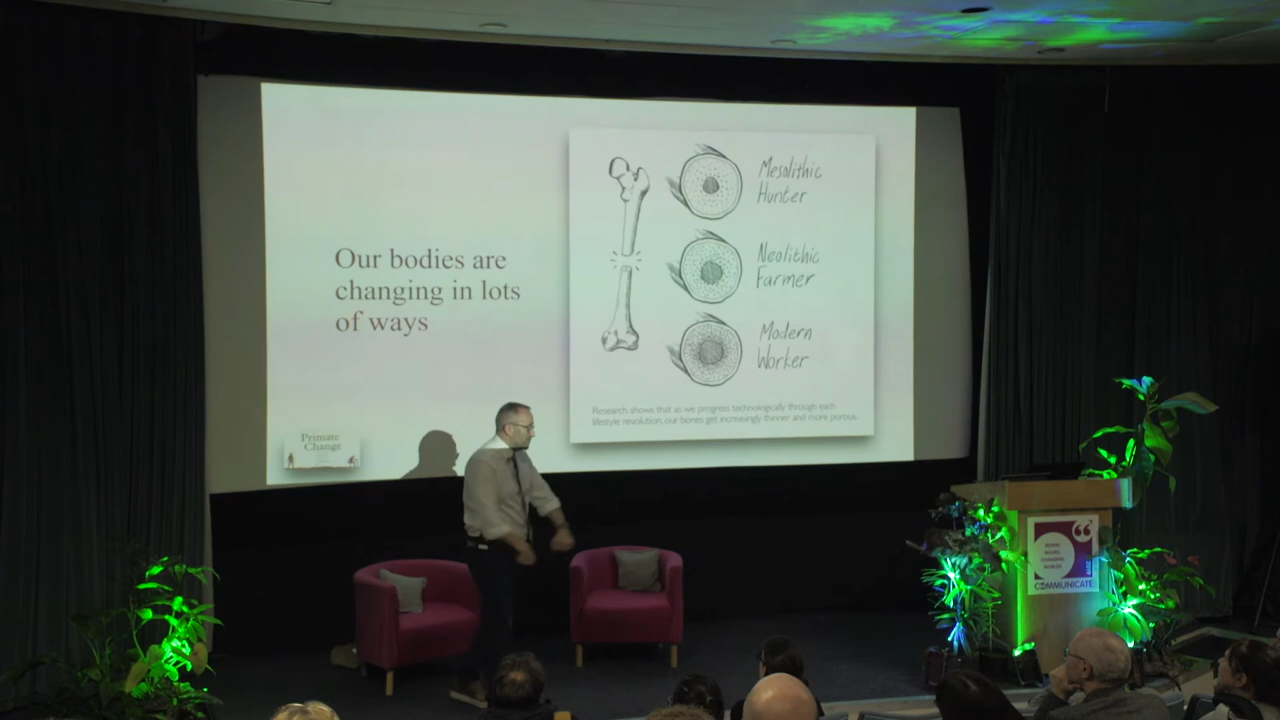 Our bodies are
changing in lots
of ways
Mesolithic
Hunter
Neolithic
Farmer
Modern
Worker
Research shows that as we progress technologically through each
lifestyle revolution, our bones get increasingly thinner and more porous.
Primate
Change
2019
COMMUNICATE